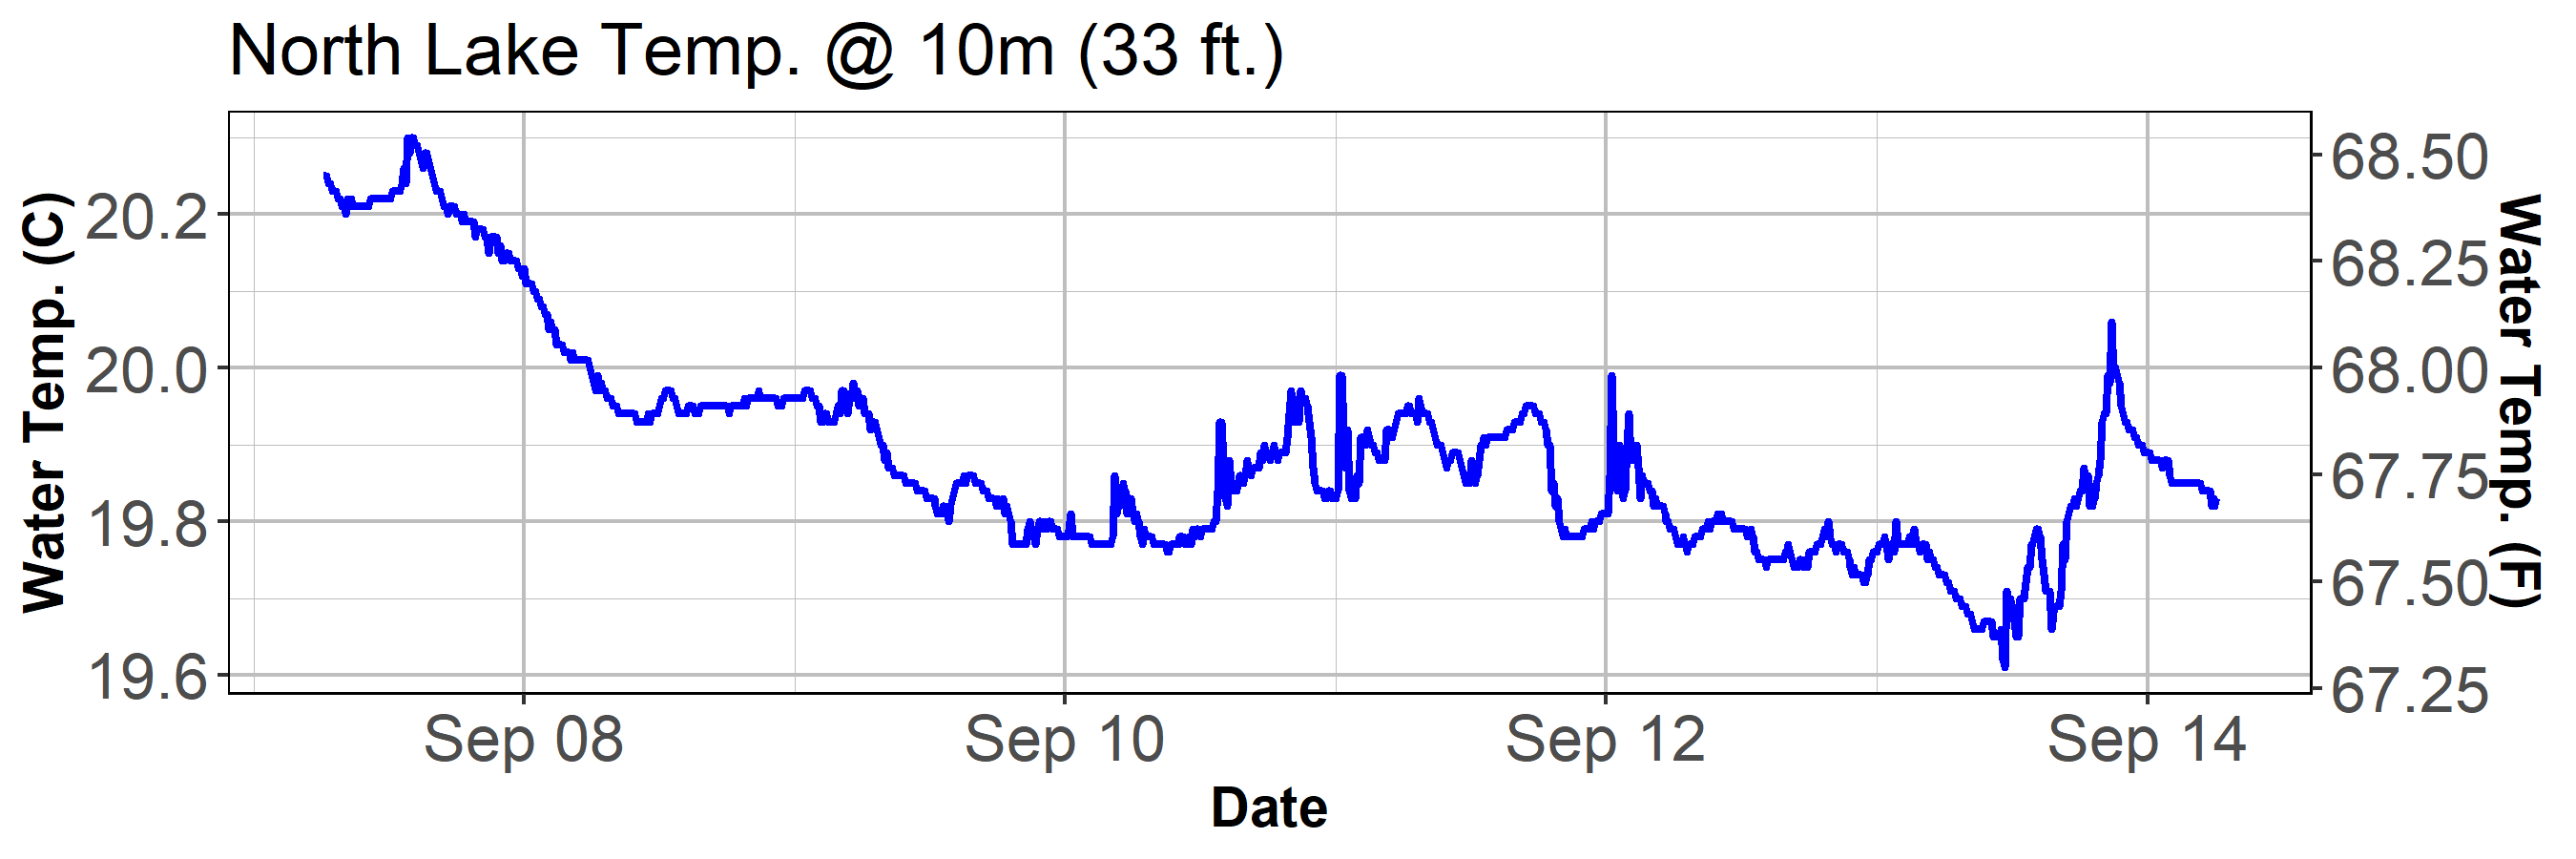 North Lake Temp. @ 10m (33 ft.)
Water Temp. (C)
20.2
20.0
19.8
19.6
68.50
68.25
68.00
67.75
67.50
67.25
Water Temp. (F)
Sep 08
Sep 10
Sep 12
Sep 14
Date